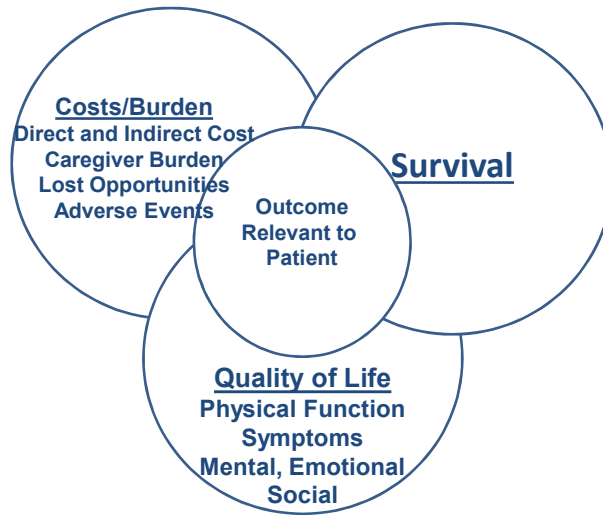 Costs/Burden
Direct and Indirect Cost
Caregiver Burden
Lost Opportunities
Adverse Events
Survival
Outcome
Relevant to
Patient
Quality of Life
Physical Function
Symptoms
Mental, Emotional
Social